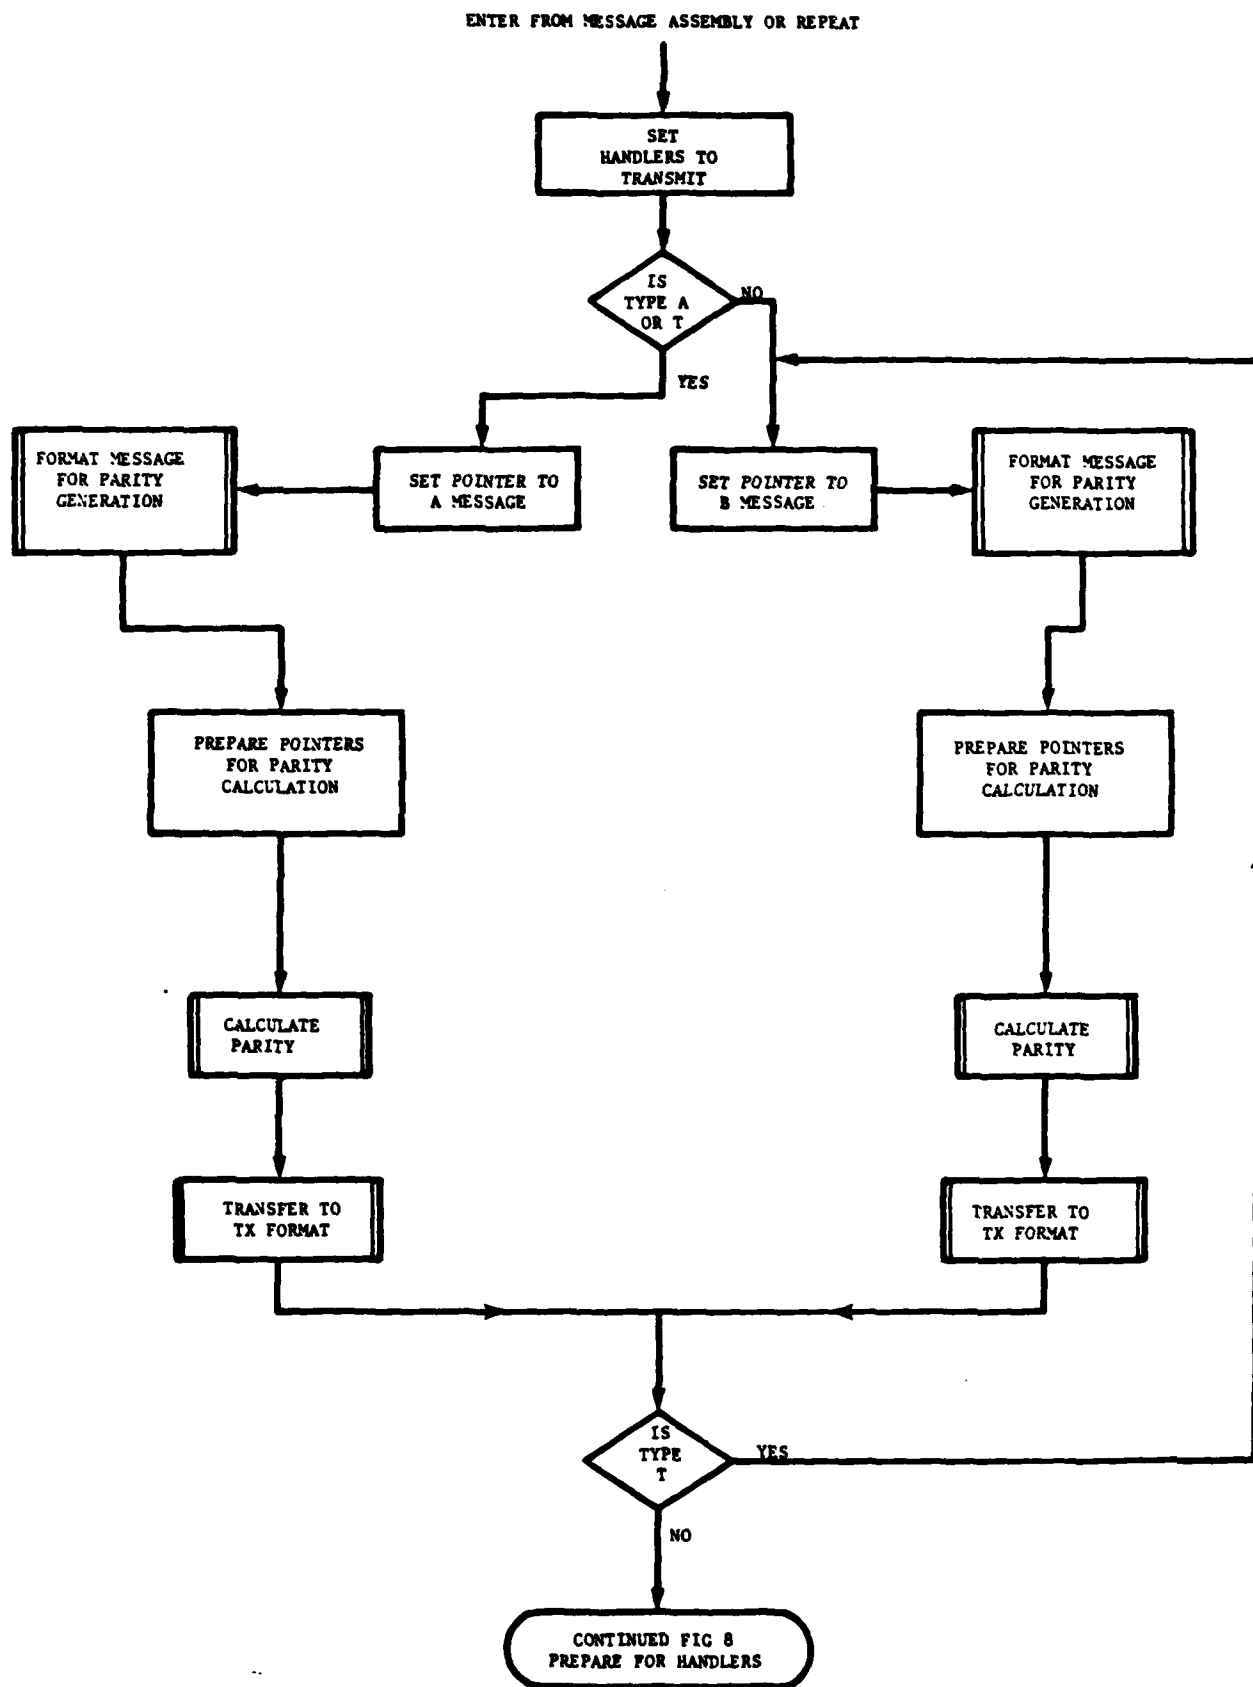 ENTER FROM MESSAGE ASSEMBLY OR REPEAT
SET
HANDLERS TO
TRANSMIT
IS
TYPE A
OR T
NO
YES
FORMAT MESSAGE
FOR PARITY
GENERATION
SET POINTER TO
A MESSAGE
SET POINTER TO
B MESSAGE
FORMAT MESSAGE
FOR PARITY
GENERATION
PREPARE POINTERS
FOR PARITY
CALCULATION
PREPARE POINTERS
FOR PARITY
CALCULATION
CALCULATE
PARITY
CALCULATE
PARITY
TRANSFER TO
TX FORMAT
TRANSFER TO
TX FORMAT
IS
TYPE
T
YES
NO
CONTINUED FIG 8
PREPARE FOR HANDLERS